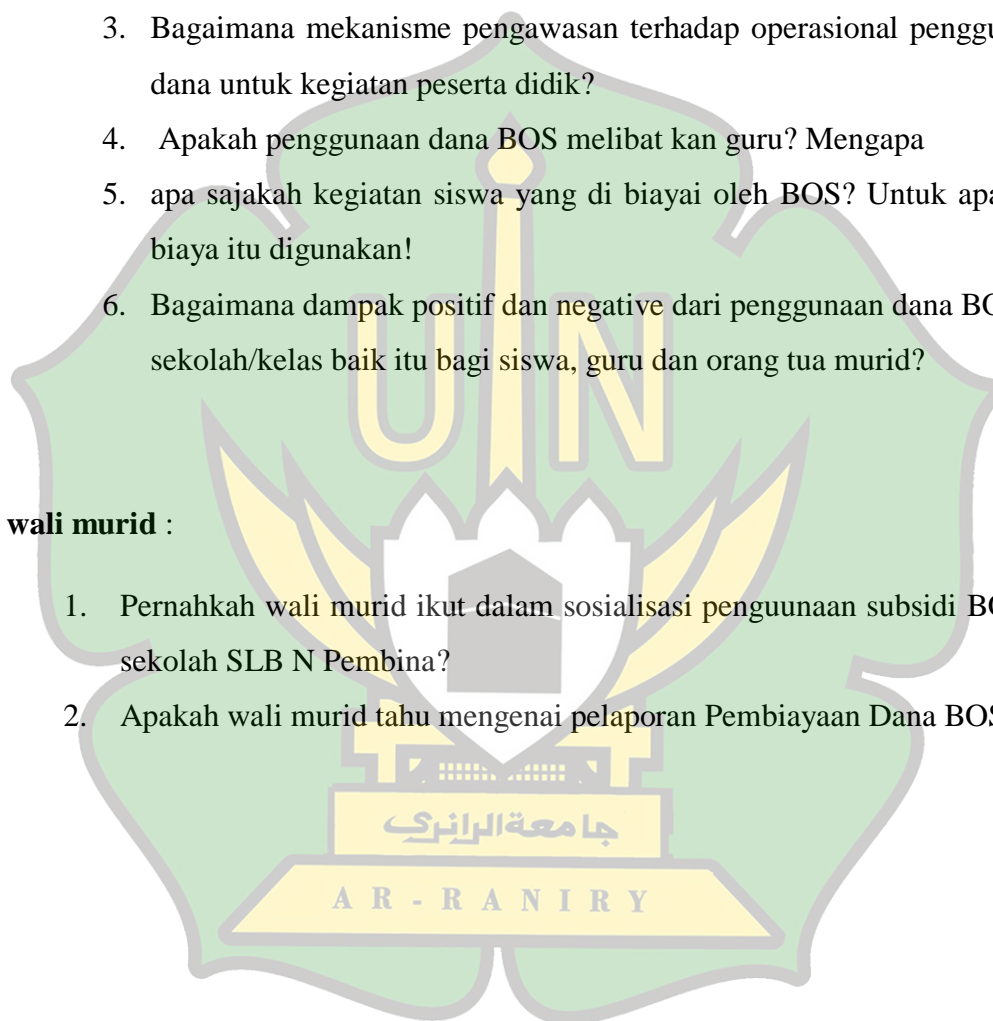 3. Bagaimana mekanisme pengawasan terhadap operasional
dana untuk kegiatan peserta didik?
4. Apakah penggunaan dana BOS melibat kan guru? Mengapa
5. apa sajakah kegiatan siswa yang di biayai oleh BOS? Untuk apa
biaya itu digunakan!
6. Bagaimana dampak positif dan negative dari penggunaan dana
sekolah/kelas baik itu bagi siswa, guru dan orang tua murid?
UIN
wali murid :
1. Pernahkah wali murid ikut dalam sosialisasi penguunaan subsidi
sekolah SLB N Pembina?
2. Apakah wali murid tahu mengenai pelaporan Pembiayaan Dana BOS
جامعة الرانري
AR-RANIRY